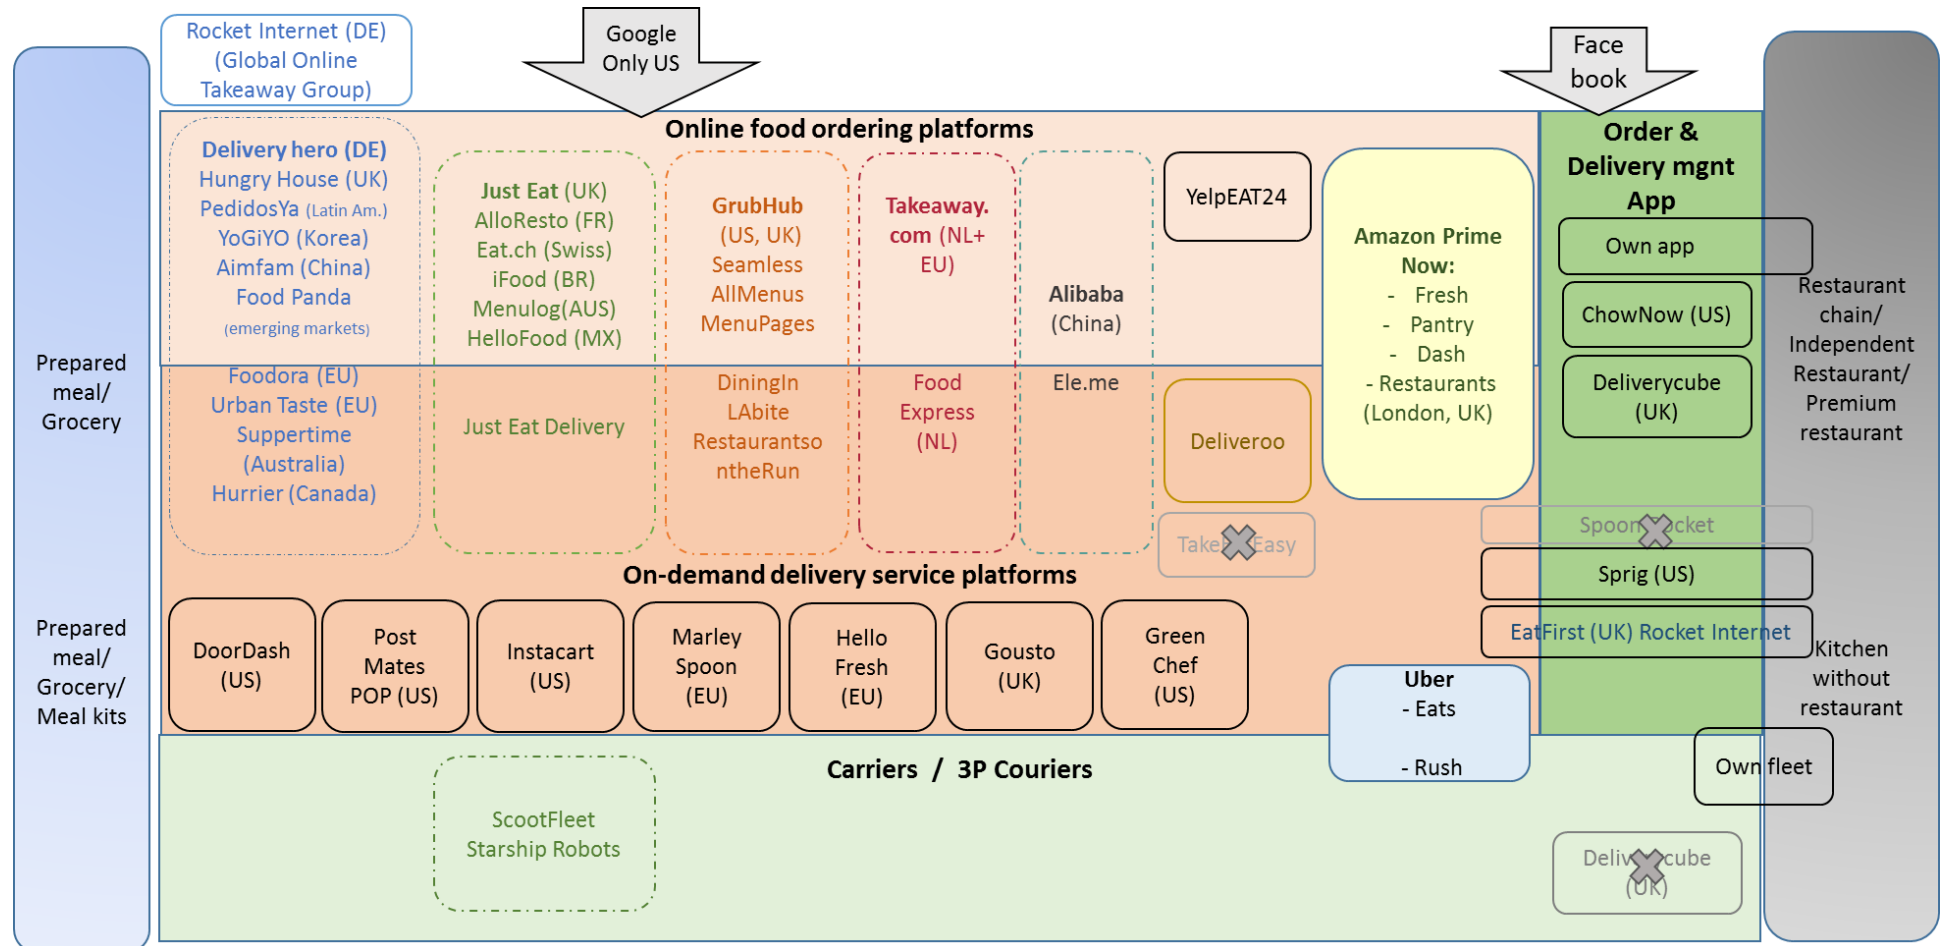 Rocket Internet (DE)
(Global Online
Takeaway Group)
Google
Only US
Face
book
Prepared
meal/
Grocery
Prepared
meal/
Grocery/
Meal kits
Online food ordering platforms
Delivery hero (DE)
Hungry House (UK)
PedidosYa (Latin Am.)
YoGiYO (Korea)
Aimfam (China)
Food Panda
(emerging markets)
Foodora (EU)
Urban Taste (EU)
Suppertime
(Australia)
Hurrier (Canada)
Just Eat (UK)
AlloResto (FR)
Eat.ch (Swiss)
iFood (BR)
Menulog(AUS)
HelloFood (MX)
Just Eat Delivery
GrubHub
(US, UK)
Seamless
AllMenus
MenuPages
DiningIn
LAbite
Restaurantso
ntheRun
Takeaway.
com (NL+
EU)
Food
Express
(NL)
Alibaba
(China)
Ele.me
YelpEAT24
Deliveroo
Take Easy
Amazon Prime
Now:
- Fresh
- Pantry
- Dash
- Restaurants
(London, UK)
Order &
Delivery mgnt
App
Own app
ChowNow (US)
Deliverycube
(UK)
Spoon Rocket
Sprig (US)
EatFirst (UK) Rocket Internet
Restaurant
chain/
Independent
Restaurant/
Premium
restaurant
Kitchen
without
restaurant
On-demand delivery service platforms
DoorDash
(US)
Post
Mates
POP (US)
Instacart
(US)
Marley
Spoon
(EU)
Hello
Fresh
(EU)
Gousto
(UK)
Green
Chef
(US)
Uber
- Eats
- Rush
Own fleet
Carriers / 3P Couriers
ScootFleet
Starship Robots
Deliverycube
(UK)